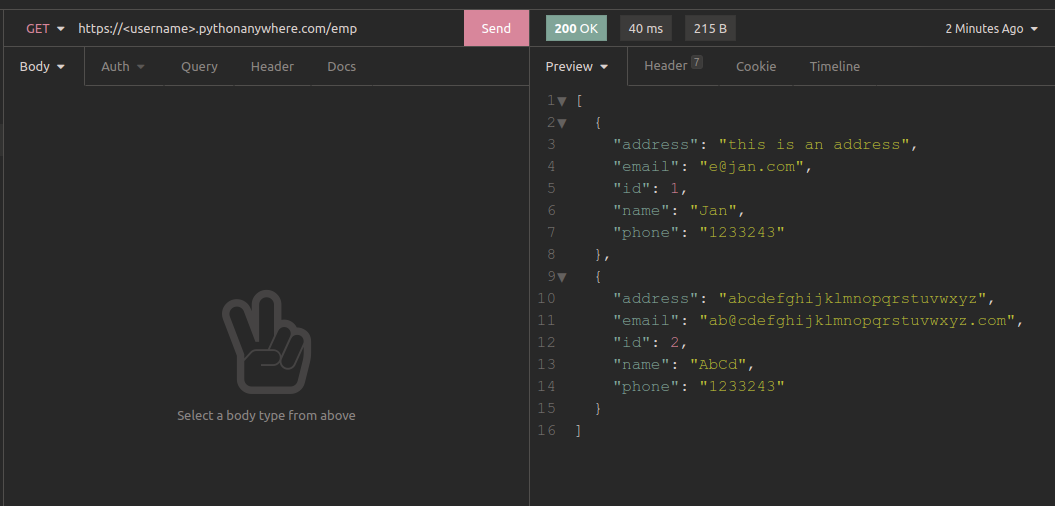 GET https://<username>.pythonanywhere.com/emp Send 200 OK 40 ms 215 B 2 Minutes Ago
Body Auth Query Header Docs Preview Header 7 Cookie Timeline
Select a body type from above
1 [
2 {
3 "address": "this is an address",
4 "email": "e@jan.com",
5 "id": 1,
6 "name": "Jan",
7 "phone": "1233243"
8 },
9 {
10 "address": "abcdefghijklmnopqrstuvwxyz",
11 "email": "ab@cdefghijklmnopqrstuvwxyz.com",
12 "id": 2,
13 "name": "AbCd",
14 "phone": "1233243"
15 }
16 ]